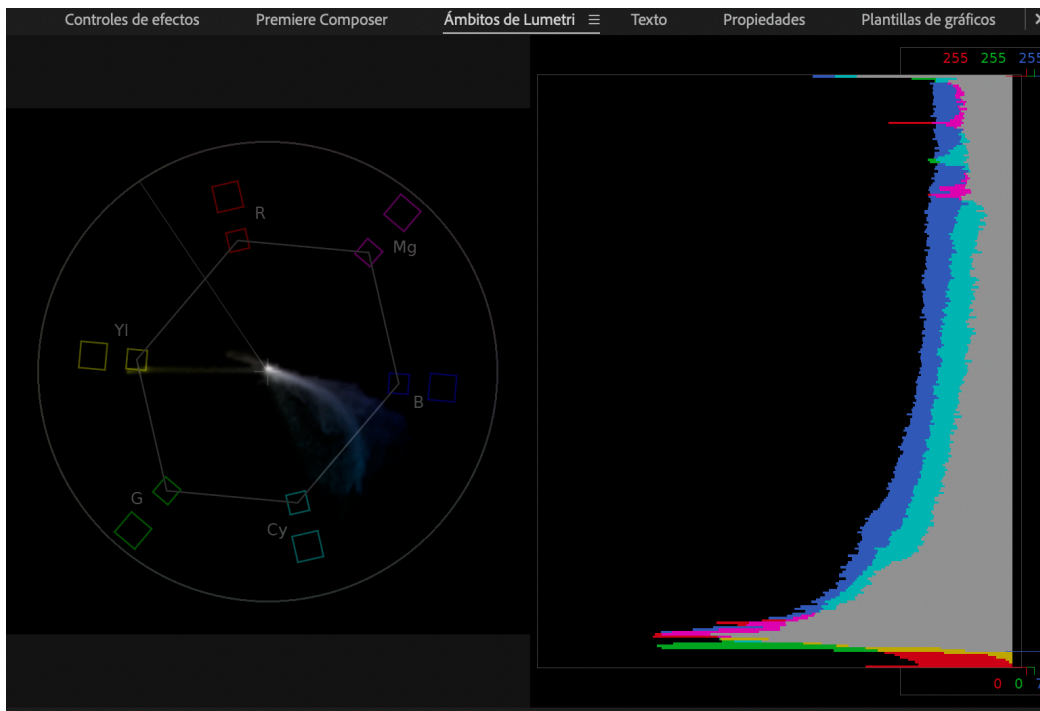 Controles de efectos Premiere Composer Ámbitos de Lumetri Texto Propiedades Plantillas de gráficos
255 255 255
R
Mg
Yl
B
G
Cy
0 0